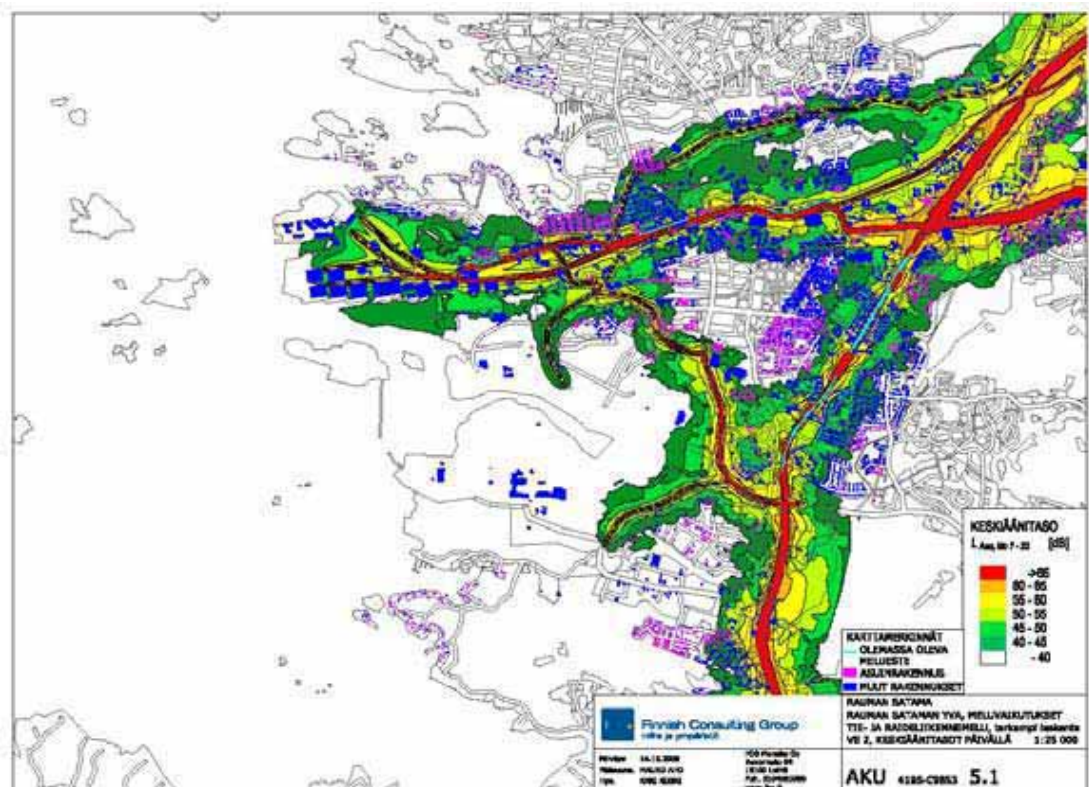 KESKIÄÄNITASO
[dB]
>65
60 - 65
55 - 60
50 - 55
45 - 50
40 - 45
- 40
KARTTAMERKINNÄT
OLEMASSA OLEVA
MELUESTE
ASUINRAKENNUS
MUUT RAKENNUKSET
Finnish Consulting Group
RAUMAN SATAMA
RAUMAN SATAMAN YVA, MELUVAIKUTUKSET
TIE- JA RAIDELIIKENNEMELU, tarkempi laskenta
VE 2, KESKIÄÄNITASOT PÄIVÄLLÄ 1:25 000
AKU 5.1